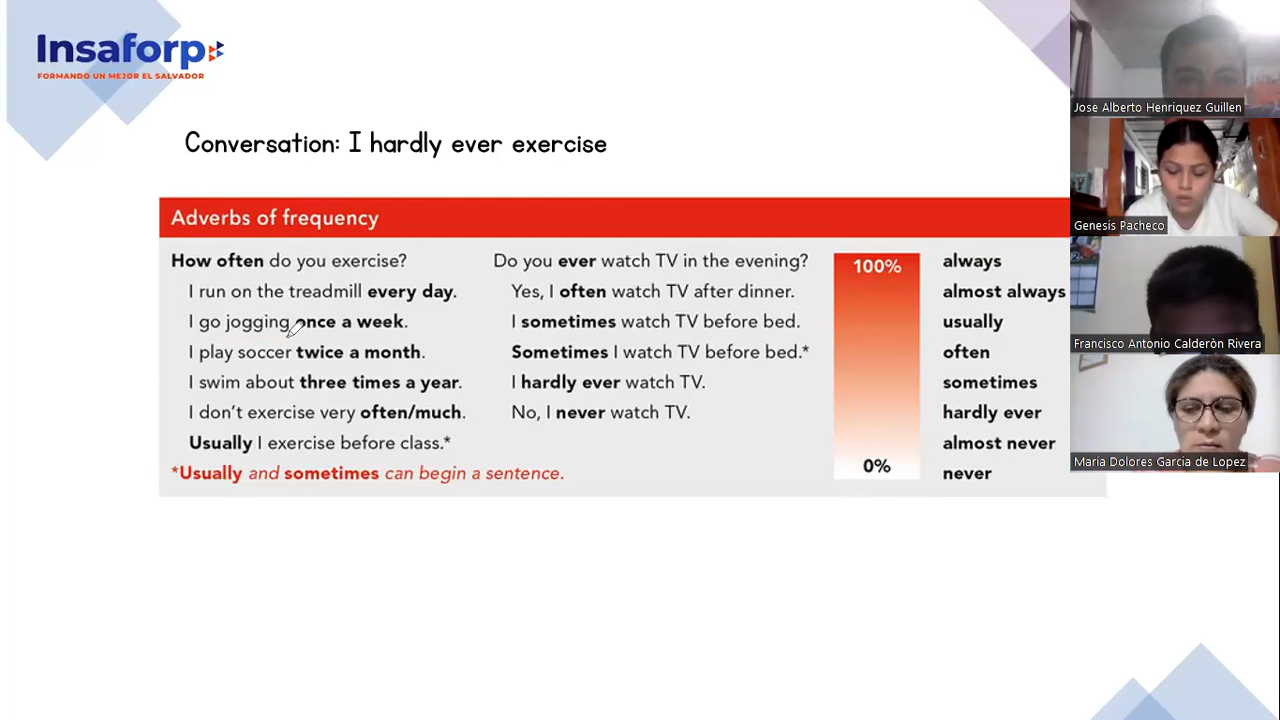 Insaforp
FORMANDO UN MEJOR EL SALVADOR
Conversation: I hardly ever exercise
Adverbs of frequency
How often do you exercise?
I run on the treadmill every day.
I go jogging once a week.
I play soccer twice a month.
I swim about three times a year.
I don't exercise very often/much.
Usually I exercise before class.*
*Usually and sometimes can begin a sentence.
Do you ever watch TV in the evening?
Yes, I often watch TV after dinner.
I sometimes watch TV before bed.
Sometimes I watch TV before bed.*
I hardly ever watch TV.
No, I never watch TV.
100%
0%
always
almost always
usually
often
sometimes
hardly ever
almost never
never
Jose Alberto Henriquez Guillen
Genesis Pacheco
Francisco Antonio Calderòn Rivera
Maria Dolores Garcia de Lopez